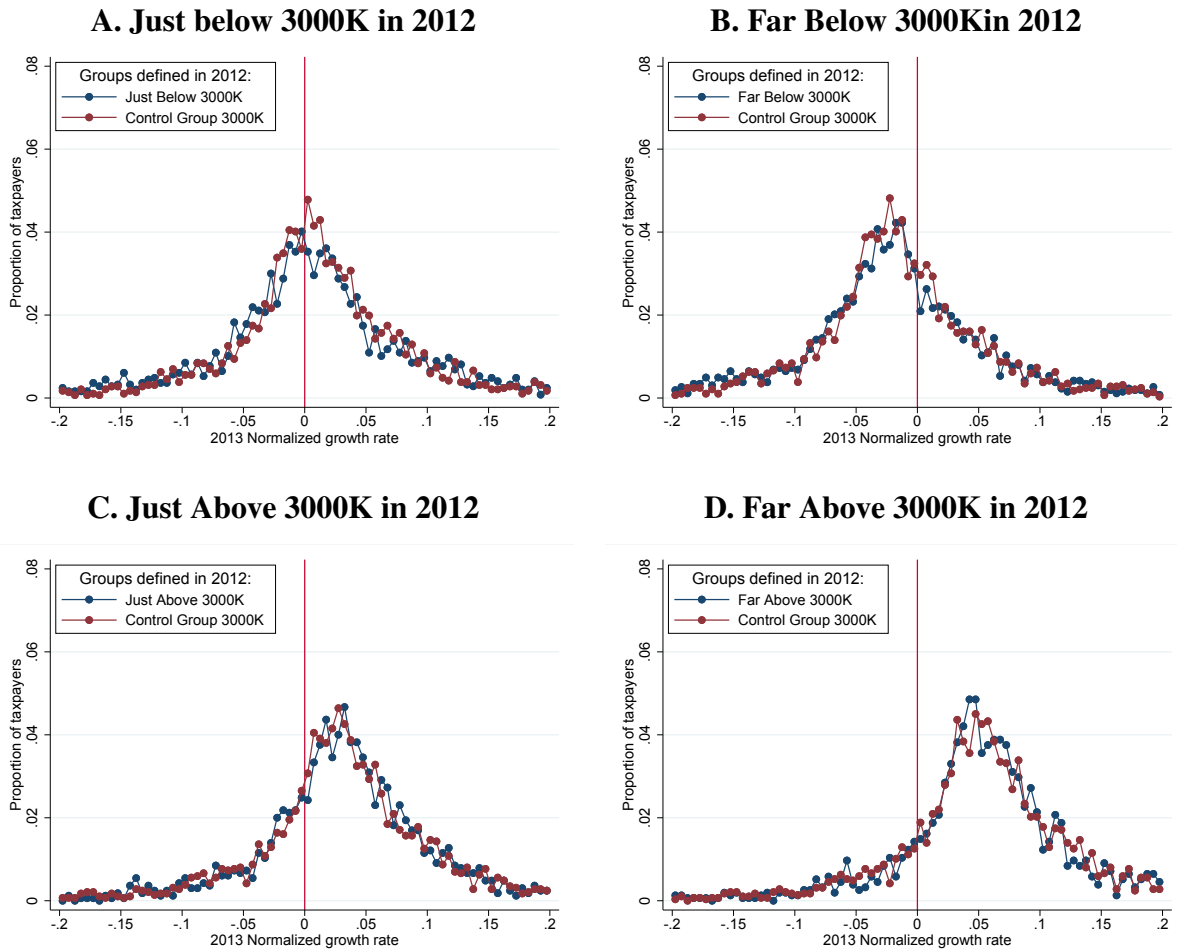 A. Just below 3000K in 2012
Groups defined in 2012:
Just Below 3000K
Control Group 3000K
Proportion of taxpayers
0 .02 .04 .06 .08
-.2 -.15 -.1 -.05 0 .05 .1 .15 .2
2013 Normalized growth rate
B. Far Below 3000Kin 2012
Groups defined in 2012:
Far Below 3000K
Control Group 3000K
Proportion of taxpayers
0 .02 .04 .06 .08
-.2 -.15 -.1 -.05 0 .05 .1 .15 .2
2013 Normalized growth rate
C. Just Above 3000K in 2012
Groups defined in 2012:
Just Above 3000K
Control Group 3000K
Proportion of taxpayers
0 .02 .04 .06 .08
-.2 -.15 -.1 -.05 0 .05 .1 .15 .2
2013 Normalized growth rate
D. Far Above 3000K in 2012
Groups defined in 2012:
Far Above 3000K
Control Group 3000K
Proportion of taxpayers
0 .02 .04 .06 .08
-.2 -.15 -.1 -.05 0 .05 .1 .15 .2
2013 Normalized growth rate